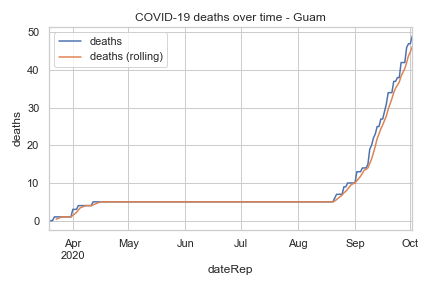 COVID-19 deaths over time - Guam
deaths
deaths (rolling)
50
40
30
20
10
0
deaths
Apr May Jun Jul Aug Sep Oct
2020
dateRep